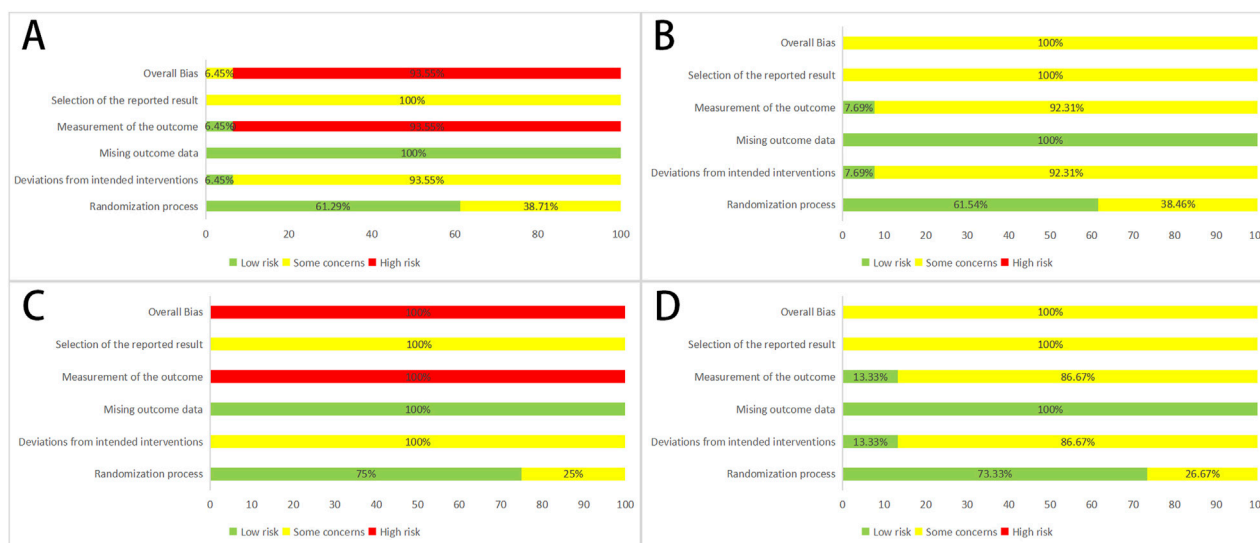 A
Overall Bias 6.45% 93.55%
Selection of the reported result 100%
Measurement of the outcome 6.45% 93.55%
Mising outcome data 100%
Deviations from intended interventions 6.45% 93.55%
Randomization process 61.29% 38.71%
0 20 40 60 80 100
Low risk Some concerns High risk
B
Overall Bias 100%
Selection of the reported result 100%
Measurement of the outcome 7.69% 92.31%
Mising outcome data 100%
Deviations from intended interventions 7.69% 92.31%
Randomization process 61.54% 38.46%
0 10 20 30 40 50 60 70 80 90 100
Low risk Some concerns High risk
C
Overall Bias 100%
Selection of the reported result 100%
Measurement of the outcome 100%
Mising outcome data 100%
Deviations from intended interventions 100%
Randomization process 75% 25%
0 10 20 30 40 50 60 70 80 90 100
Low risk Some concerns High risk
D
Overall Bias 100%
Selection of the reported result 100%
Measurement of the outcome 13.33% 86.67%
Mising outcome data 100%
Deviations from intended interventions 13.33% 86.67%
Randomization process 73.33% 26.67%
0 10 20 30 40 50 60 70 80 90 100
Low risk Some concerns High risk